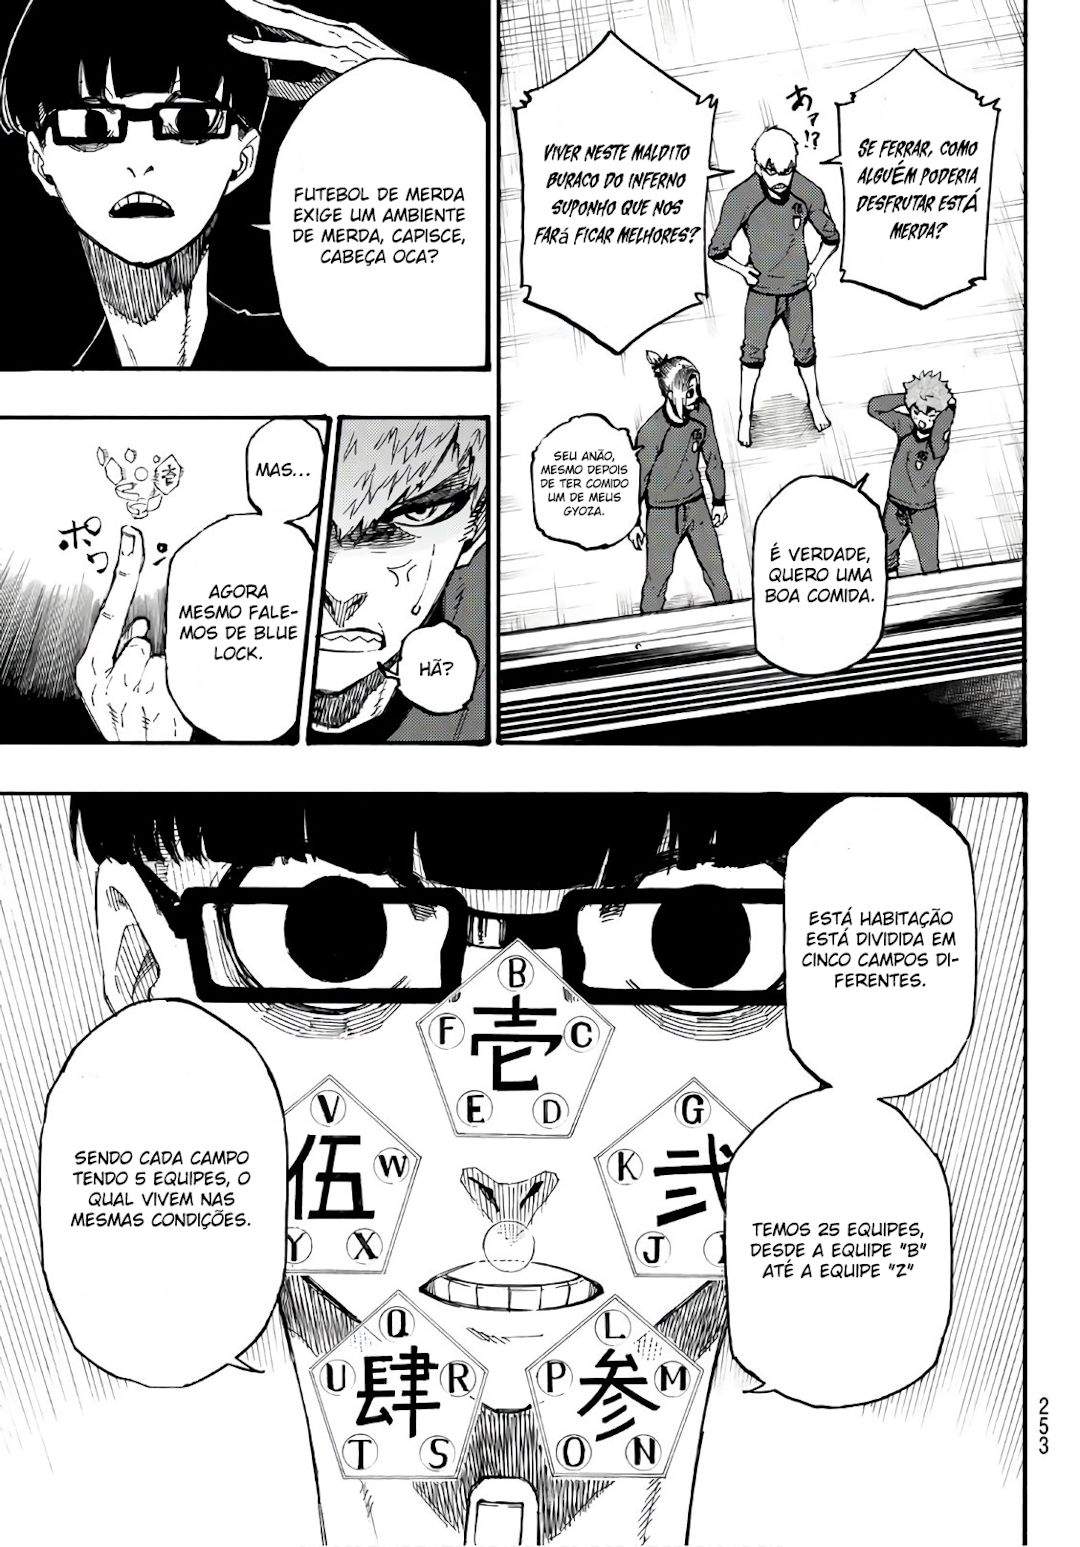 あァ!?
SE FERRAR, COMO
ALGUÉM PODERIA
DESFRUTAR ESTÁ
MERDA?
VIVER NESTE MALDITO
BURACO DO INFERNO
SUPONHO QUE NOS
FARÁ FICAR MELHORES?
SEU ANÃO,
MESMO DEPOIS
DE TER COMIDO
UM DE MEUS
GYOZA.
É VERDADE,
QUERO UMA
BOA COMIDA.
FUTEBOL DE MERDA
EXIGE UM AMBIENTE
DE MERDA, CAPISCE,
CABEÇA OCA?
HÃ?
MAS...
AGORA
MESMO FALE-
MOS DE BLUE
LOCK.
ポウン
壱
ESTÁ HABITAÇÃO
ESTÁ DIVIDIDA EM
CINCO CAMPOS DI-
FERENTES.
TEMOS 25 EQUIPES,
DESDE A EQUIPE "B"
ATÉ A EQUIPE "Z"
SENDO CADA CAMPO
TENDO 5 EQUIPES, O
QUAL VIVEM NAS
MESMAS CONDIÇÕES.
B
F 壱 C
E D
V
伍 W
Y X
G
K 弐
J
Q
U 肆 R
T S
L
P 参 M
O N
253